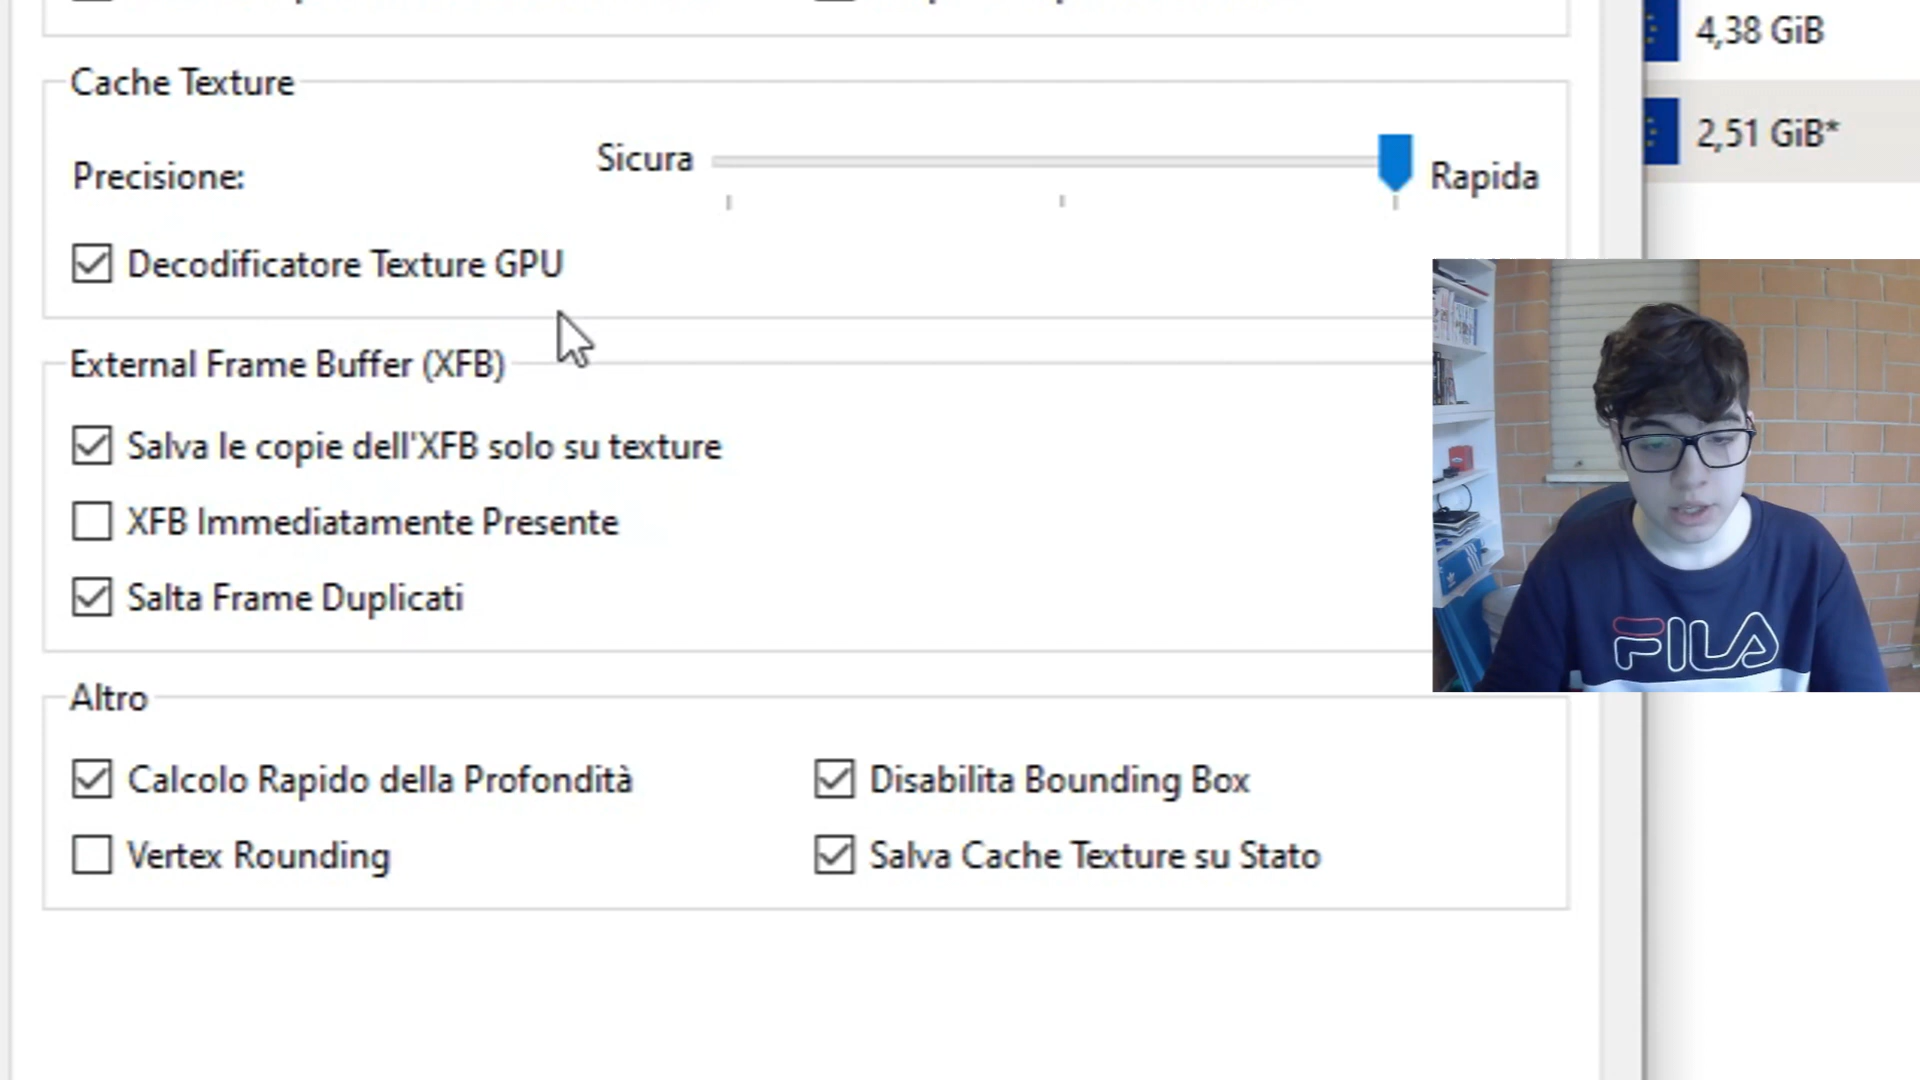 4,38 GiB
Cache Texture
2,51 GiB*
Precisione:
Sicura
Rapida
Decodificatore Texture GPU
External Frame Buffer (XFB)
Salva le copie dell'XFB solo su texture
XFB Immediatamente Presente
Salta Frame Duplicati
FILA
Altro
Calcolo Rapido della Profondità
Disabilita Bounding Box
Vertex Rounding
Salva Cache Texture su Stato